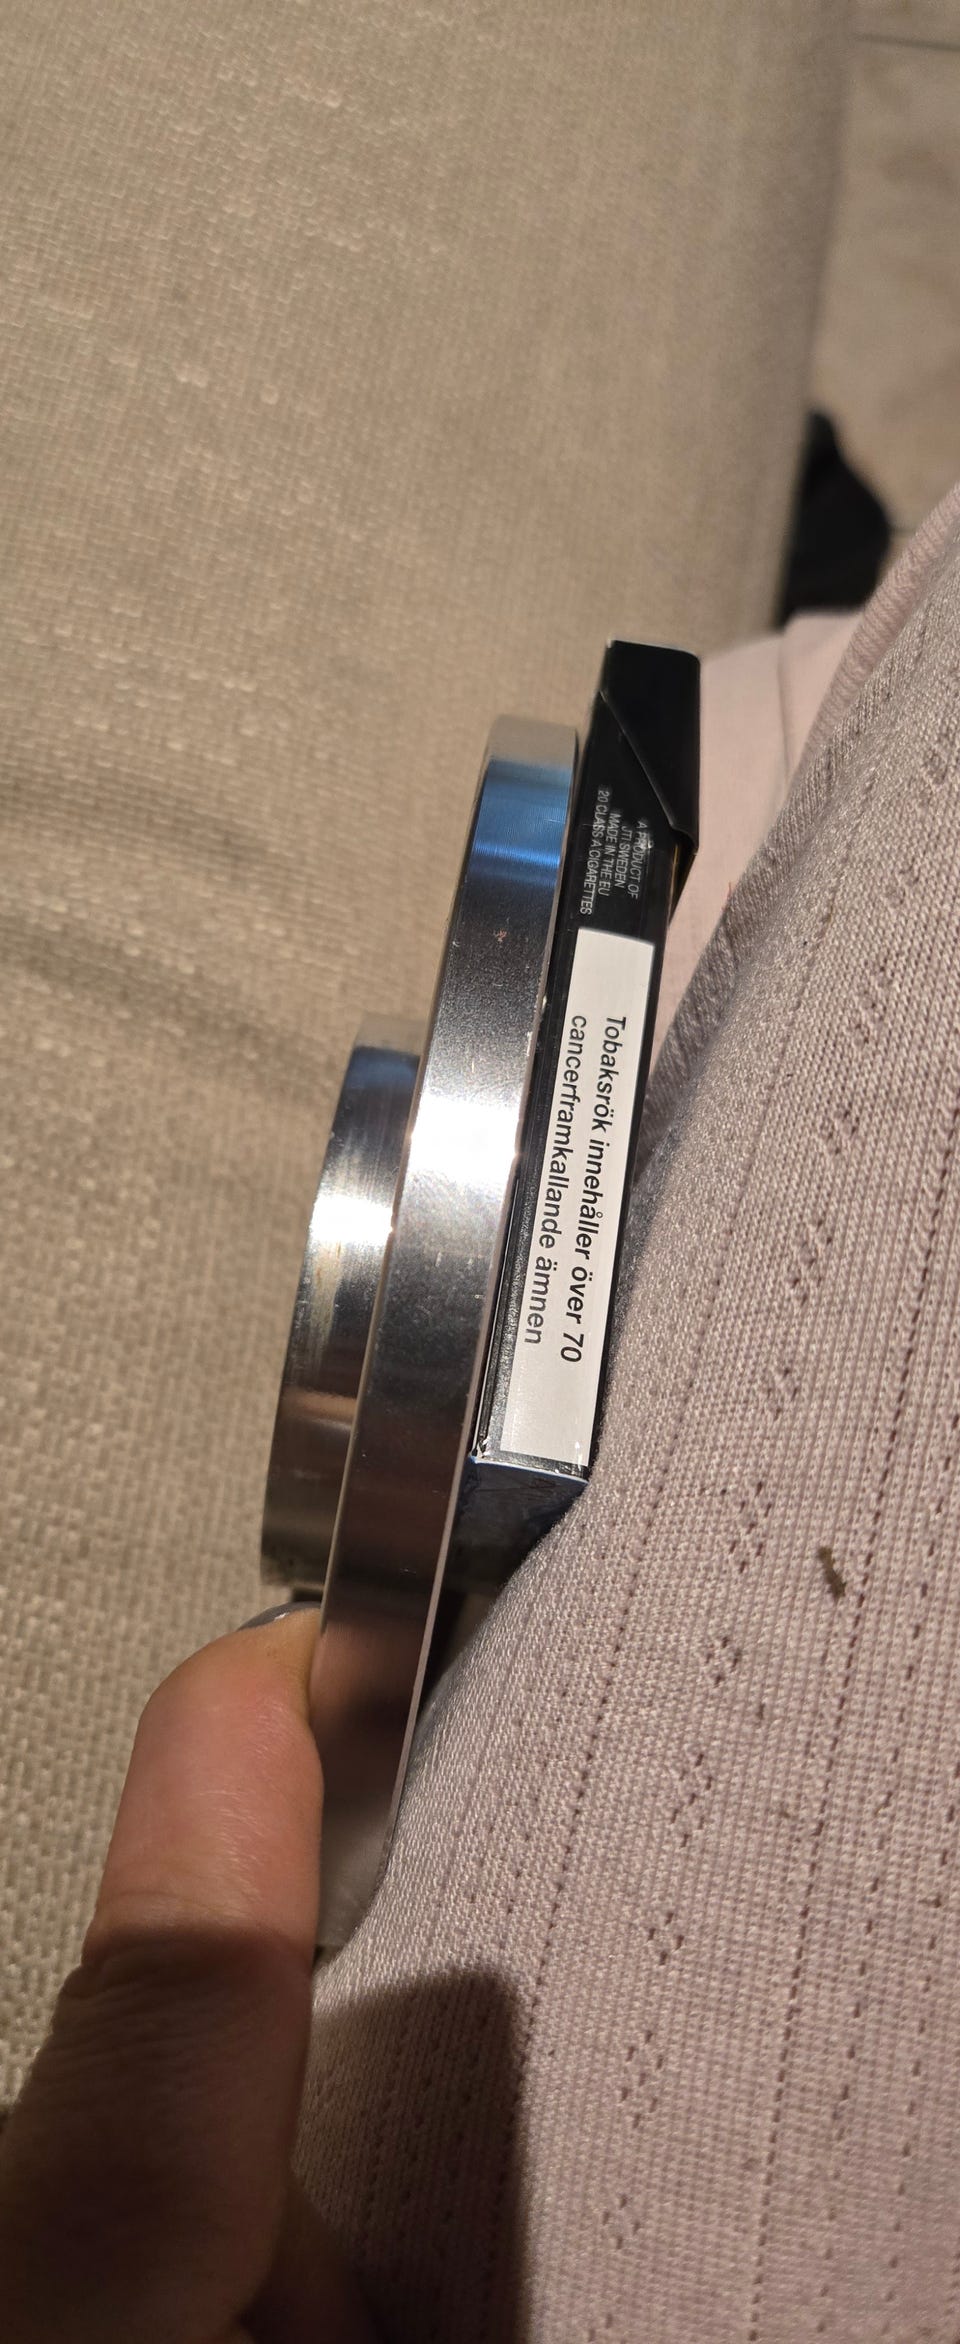 A PRODUCT OF
JTI SWEDEN
MADE IN THE EU
20 CLASS A CIGARETTES
Tobaksrök innehåller över 70
cancerframkallande ämnen